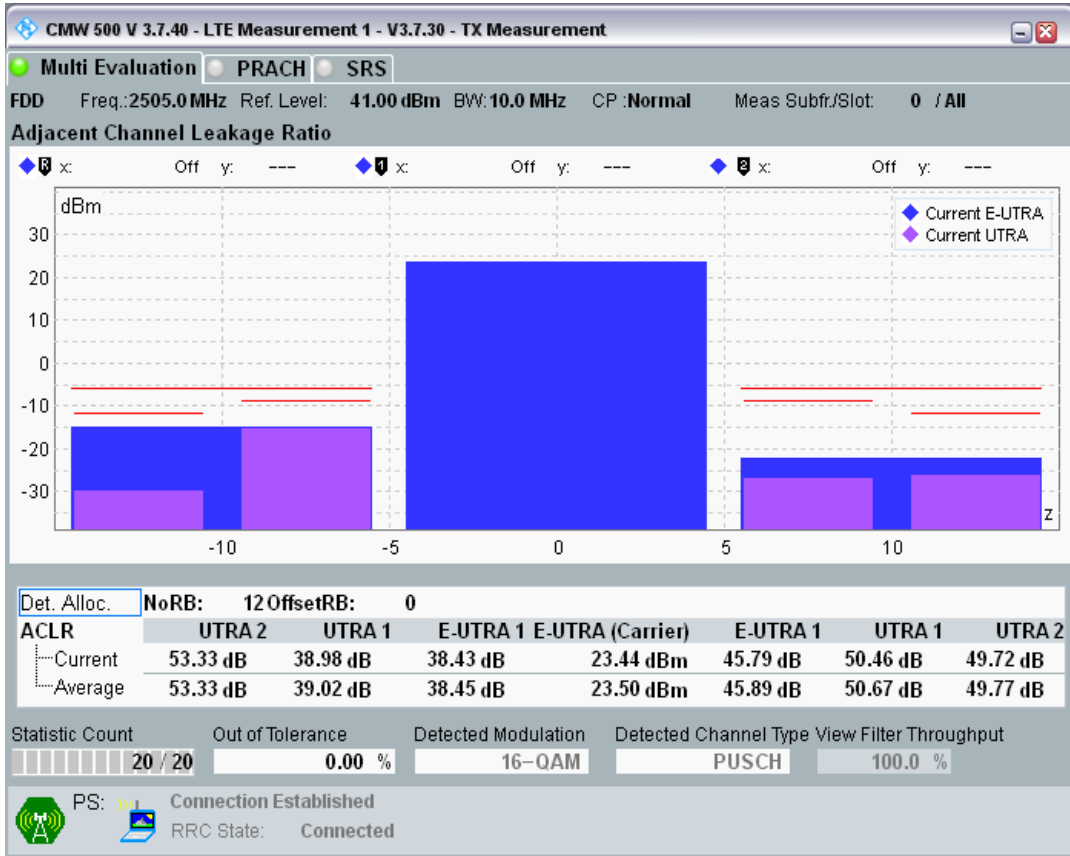 CMW 500 V 3.7.40 - LTE Measurement 1 - V3.7.30 - TX Measurement
Multi Evaluation PRACH SRS
FDD Freq.:2505.0 MHz Ref. Level: 41.00 dBm BW:10.0 MHz CP :Normal Meas Subfr./Slot: 0 / All
Adjacent Channel Leakage Ratio
R x: Off y: --- 1 x: Off y: --- 2 x: Off y: ---
dBm
Current E-UTRA
Current UTRA
30
20
10
0
-10
-20
-30
z
-10 -5 0 5 10
Det. Alloc. NoRB: 12 OffsetRB: 0
ACLR UTRA 2 UTRA 1 E-UTRA 1 E-UTRA (Carrier) E-UTRA 1 UTRA 1 UTRA 2
Current 53.33 dB 38.98 dB 38.43 dB 23.44 dBm 45.79 dB 50.46 dB 49.72 dB
Average 53.33 dB 39.02 dB 38.45 dB 23.50 dBm 45.89 dB 50.67 dB 49.77 dB
Statistic Count Out of Tolerance Detected Modulation Detected Channel Type View Filter Throughput
20 / 20 0.00 % 16-QAM PUSCH 100.0 %
PS: Connection Established
RRC State: Connected